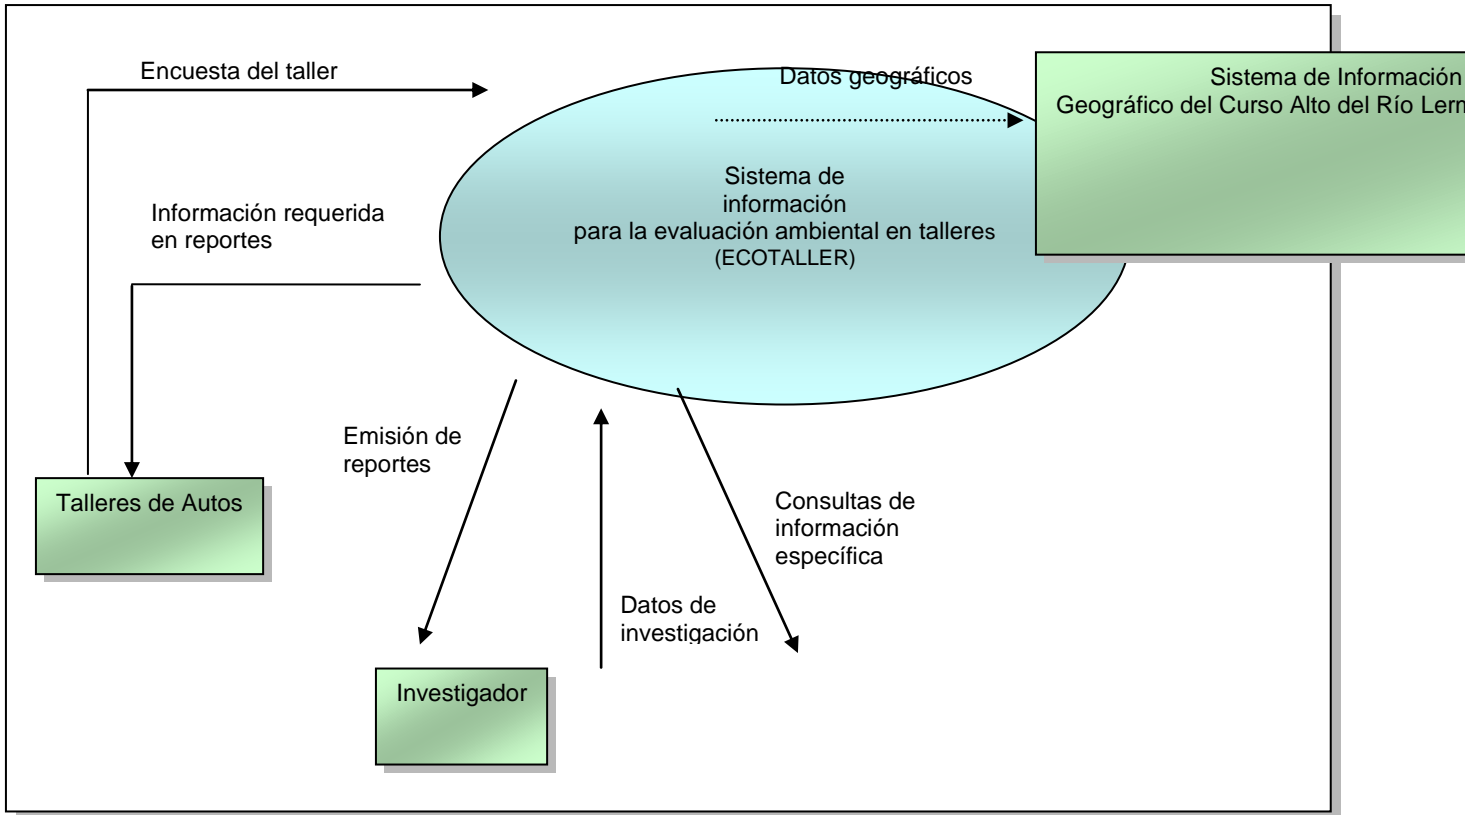 Encuesta del taller
Datos geográficos
Sistema de Información
Geográfico del Curso Alto del Río
Sistema de
información
para la evaluación ambiental en talleres
(ECOTALLER)
Información requerida
en reportes
Emisión de
reportes
Talleres de Autos
Consultas de
información
específica
Datos de
investigación
Investigador